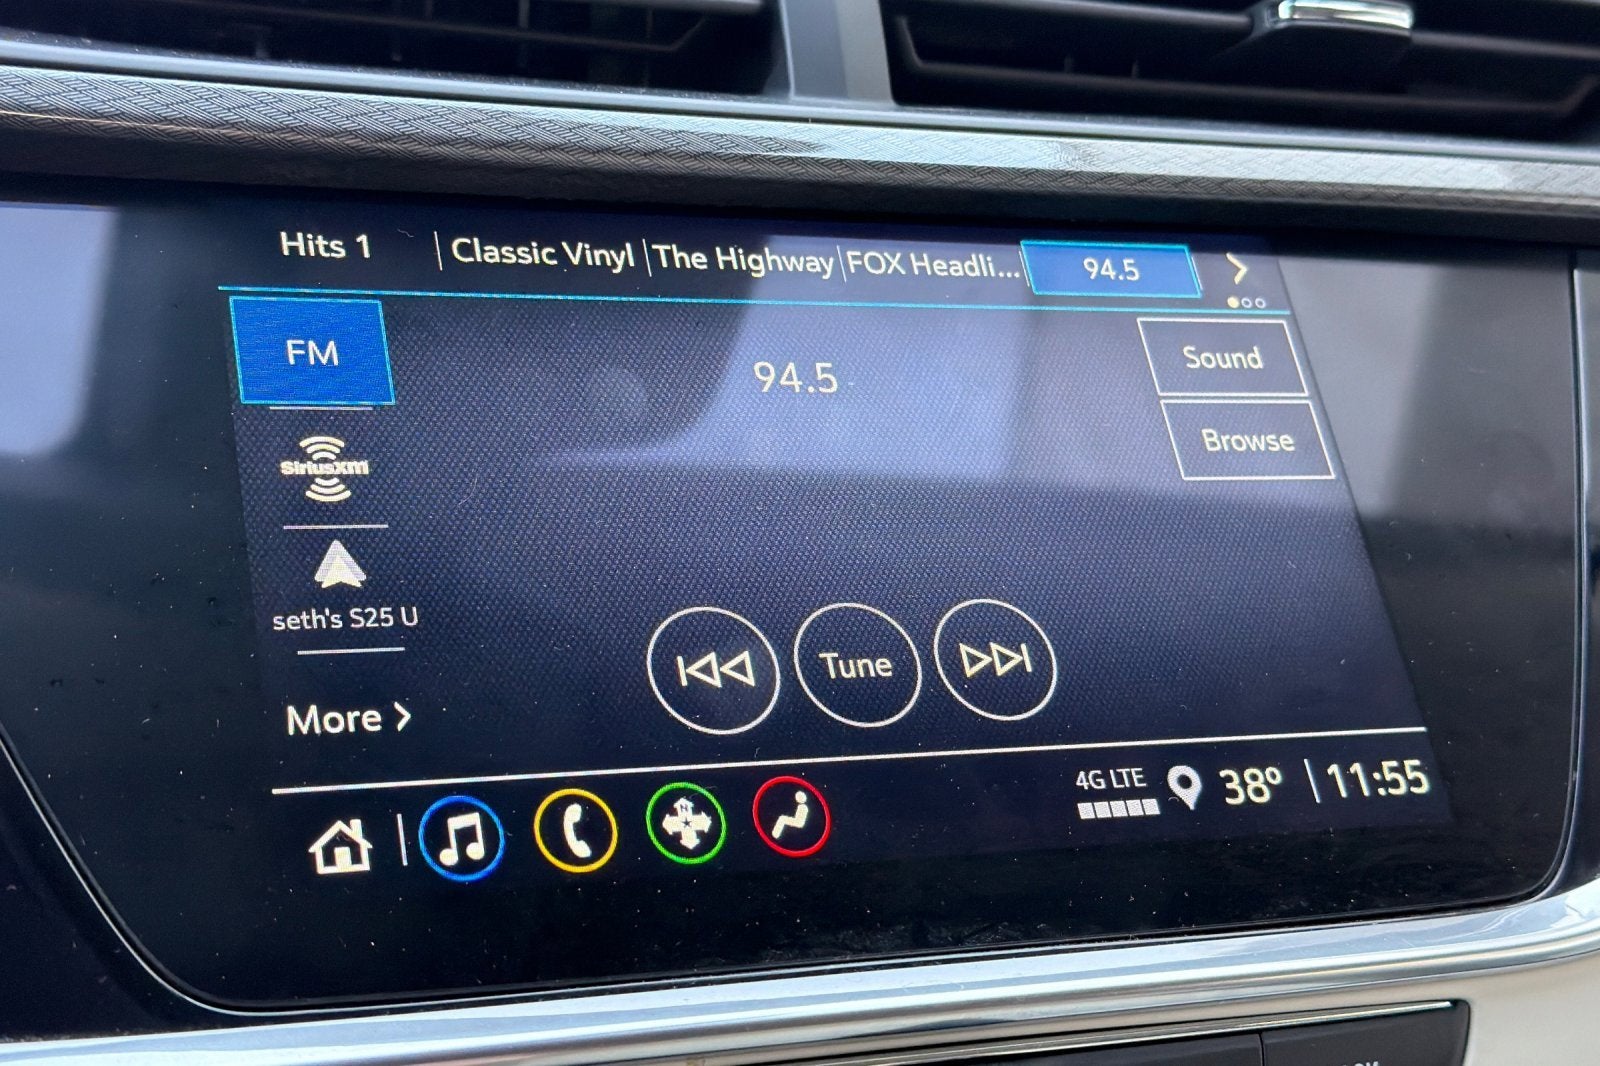 Hits 1 Classic Vinyl The Highway FOX Headli... 94.5
FM
94.5
Sound
Browse
SiriusXM
seth's S25 U
Tune
More
4G LTE
38° 11:55
N